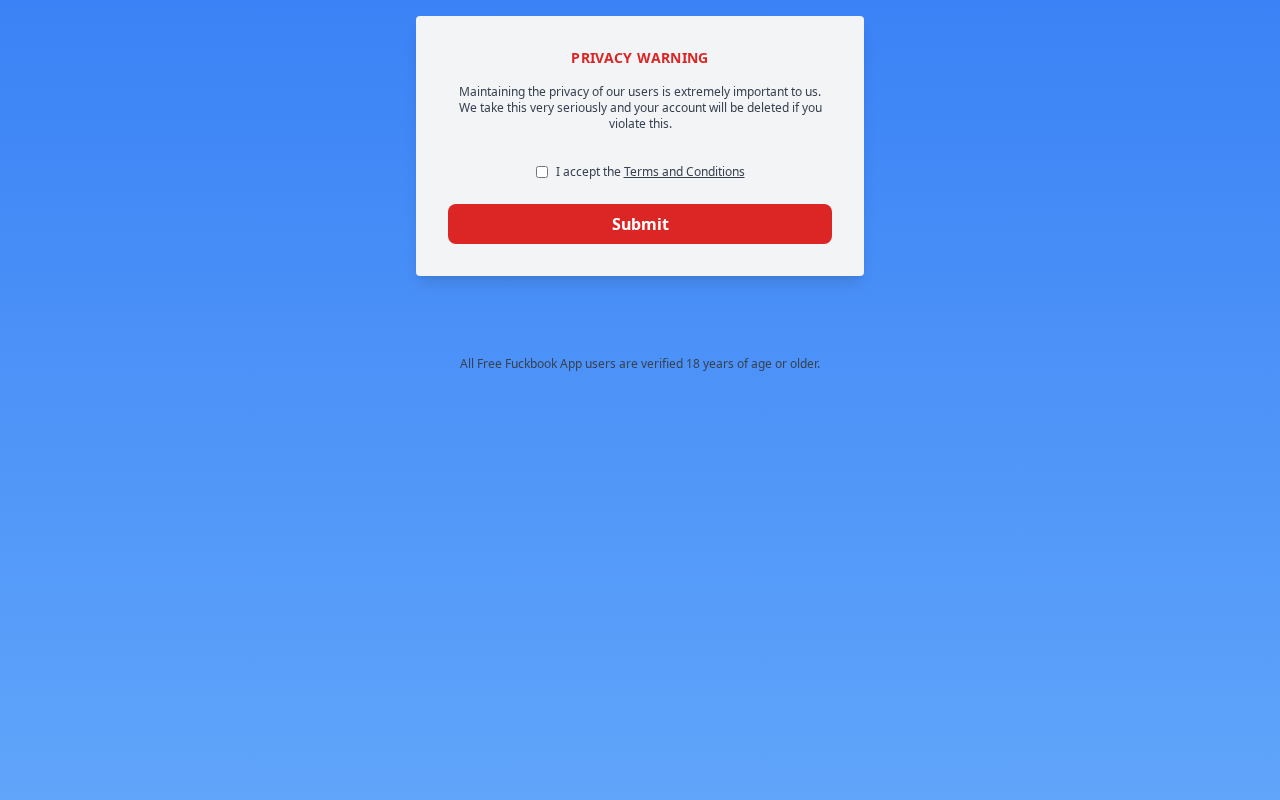 PRIVACY WARNING
Maintaining the privacy of our users is extremely important to us.
We take this very seriously and your account will be deleted if you
violate this.
I accept the Terms and Conditions
Submit
All Free Fuckbook App users are verified 18 years of age or older.